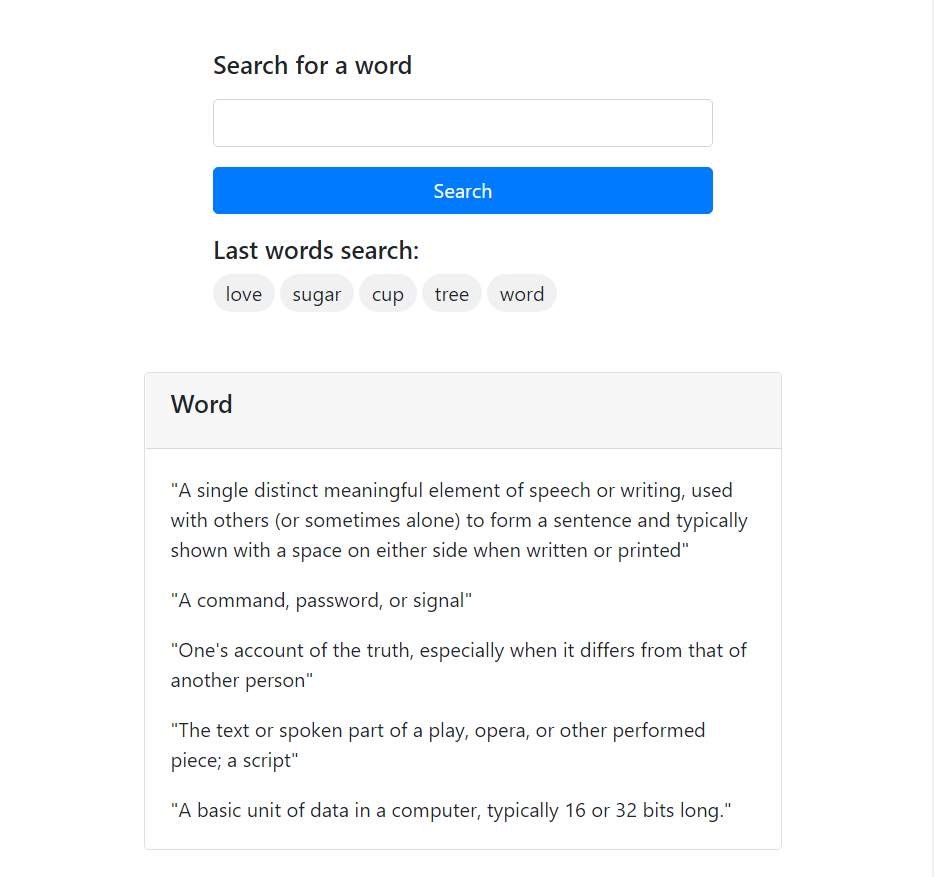 Search for a word
Search
Last words search:
love sugar cup tree word
Word
"A single distinct meaningful element of speech or writing, used
with others (or sometimes alone) to form a sentence and typically
shown with a space on either side when written or printed"
"A command, password, or signal"
"One's account of the truth, especially when it differs from that of
another person"
"The text or spoken part of a play, opera, or other performed
piece; a script"
"A basic unit of data in a computer, typically 16 or 32 bits long."